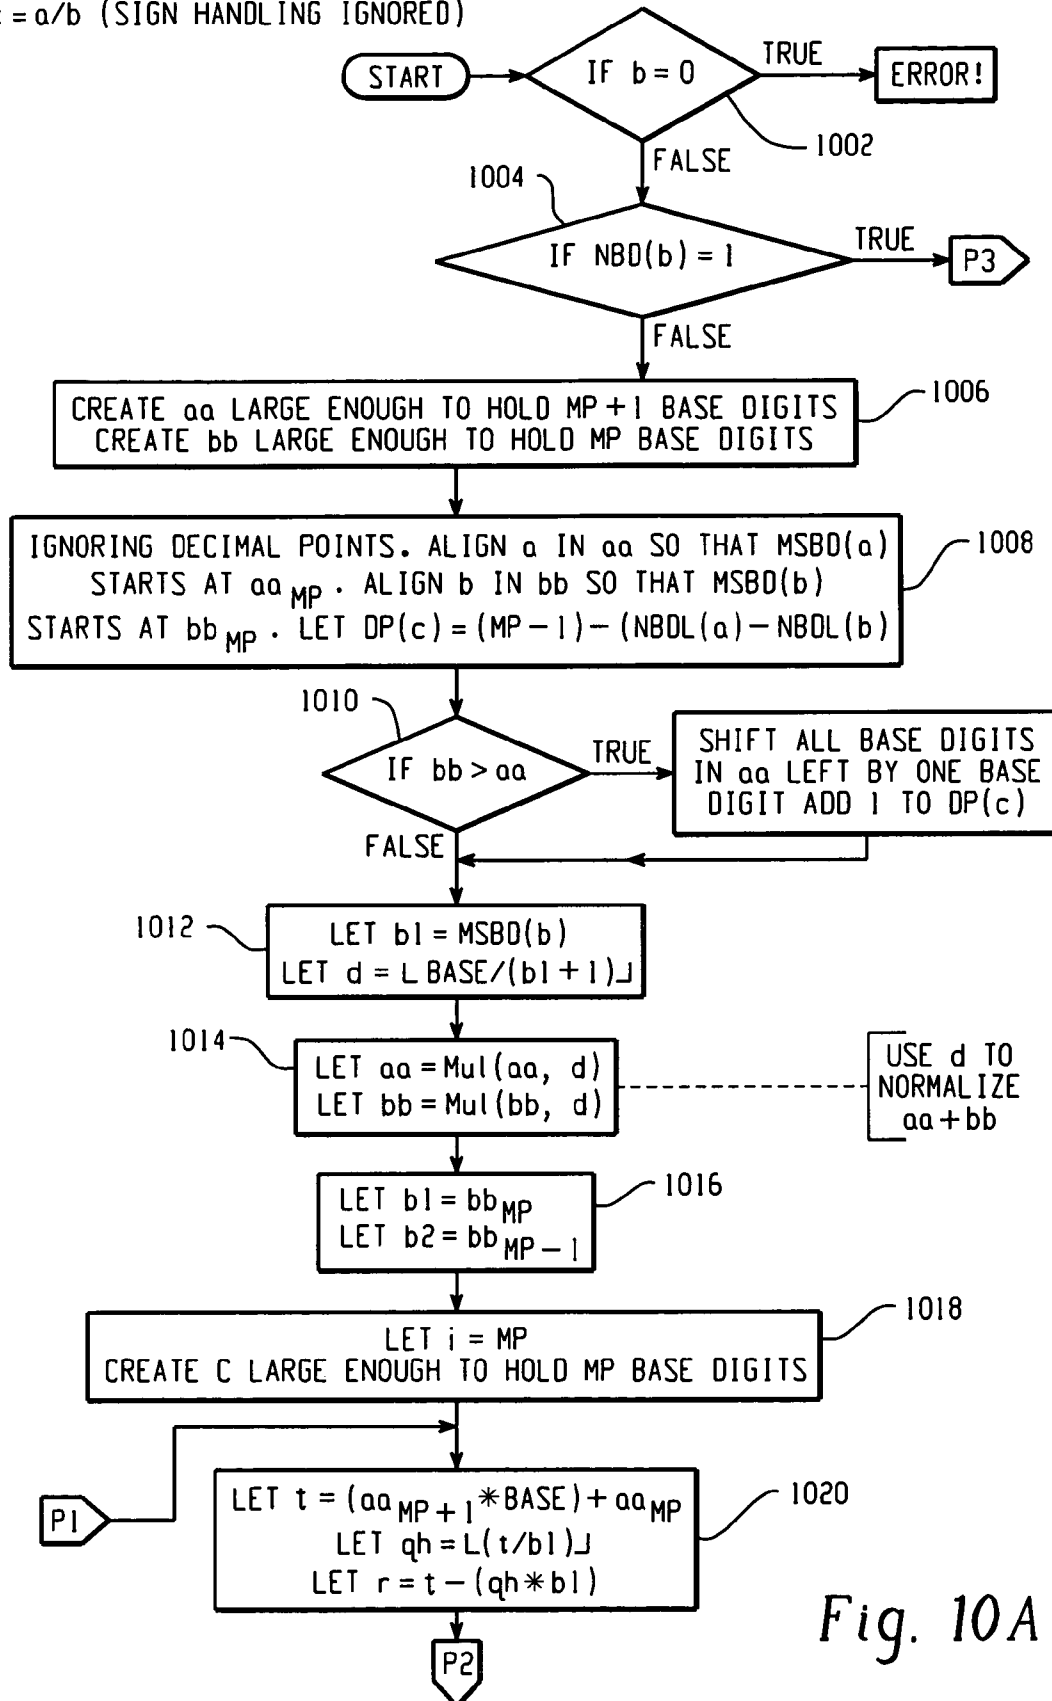 = a/b (SIGN HANDLING IGNORED)
START
IF b = 0
TRUE
ERROR!
1002
FALSE
1004
IF NBD(b) = 1
TRUE
P3
FALSE
CREATE aa LARGE ENOUGH TO HOLD MP+1 BASE DIGITS
CREATE bb LARGE ENOUGH TO HOLD MP BASE DIGITS
1006
IGNORING DECIMAL POINTS. ALIGN a IN aa SO THAT MSBD(a)
STARTS AT aa MP . ALIGN b IN bb SO THAT MSBD(b)
STARTS AT bb MP . LET DP(c) = (MP-1)-(NBDL(a)-NBDL(b)
1008
1010
IF bb > aa
TRUE
SHIFT ALL BASE DIGITS
IN aa LEFT BY ONE BASE
DIGIT ADD 1 TO DP(c)
FALSE
1012
LET b1 = MSBD(b)
LET d = ⌊ BASE/(b1+1)⌋
1014
LET aa = Mul(aa, d)
LET bb = Mul(bb, d)
USE d TO
NORMALIZE
aa+bb
LET b1 = bb MP
LET b2 = bb MP-1
1016
LET i = MP
CREATE C LARGE ENOUGH TO HOLD MP BASE DIGITS
1018
P1
LET t = (aa MP+1 *BASE) + aa MP
LET qh = ⌊(t/b1)⌋
LET r = t-(qh*b1)
1020
P2
Fig. 10A